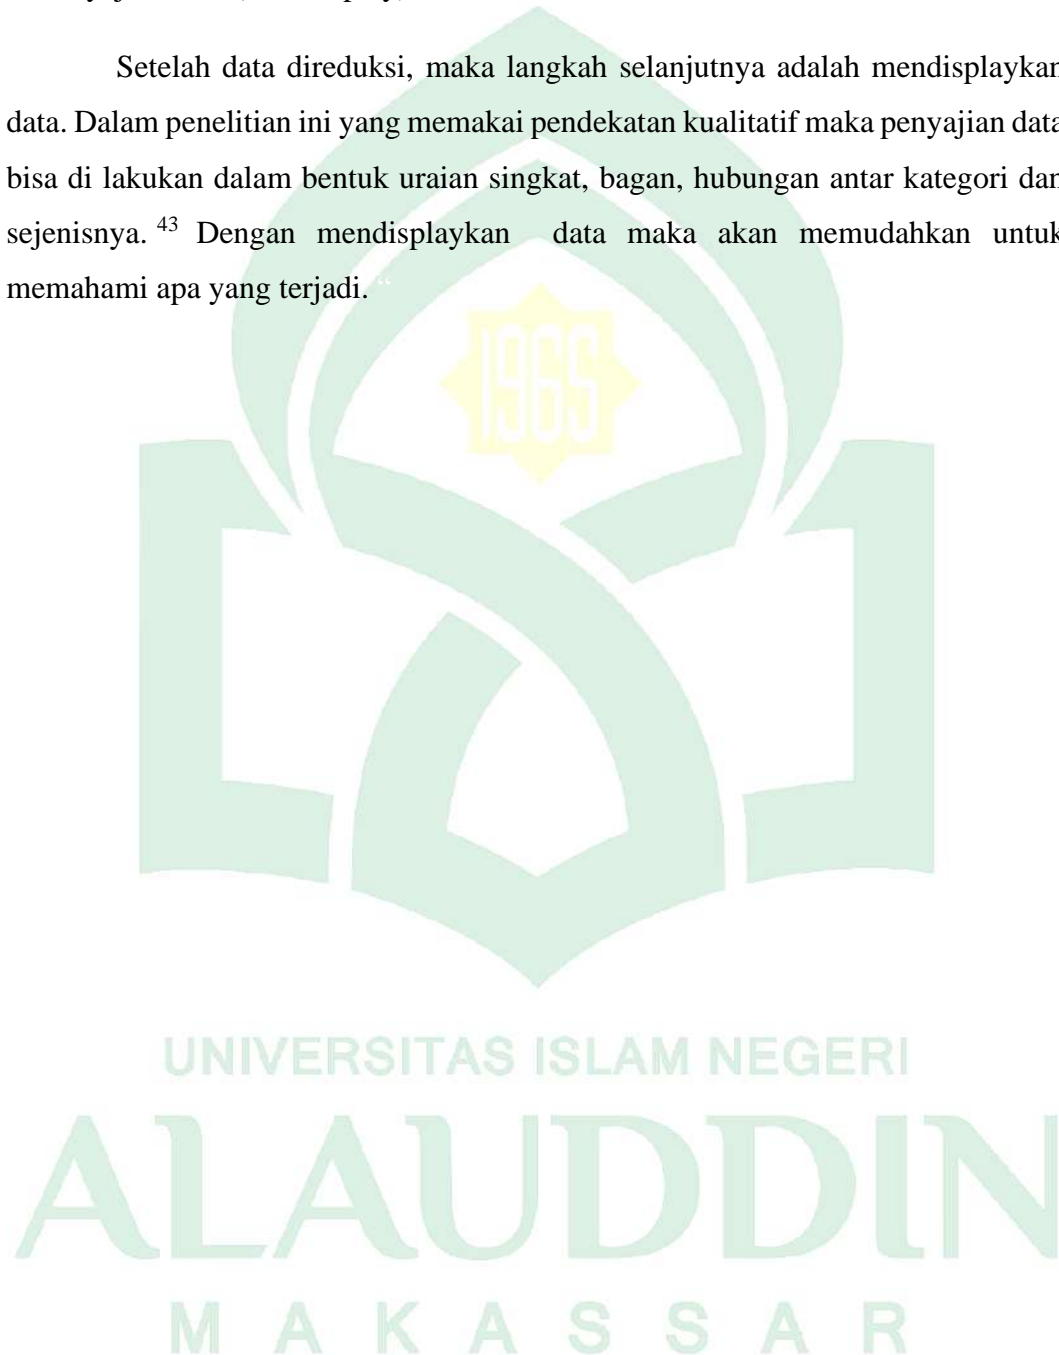 Setelah data direduksi, maka langkah selanjutnya adalah mendisplaykan
data. Dalam penelitian ini yang memakai pendekatan kualitatif maka penyajian data
bisa di lakukan dalam bentuk uraian singkat, bagan, hubungan antar kategori dan
sejenisnya. 43 Dengan mendisplaykan data maka akan memudahkan untuk
memahami apa yang terjadi. “
1965
UNIVERSITAS ISLAM NEGERI
ALAUDDIN
MAKASSAR